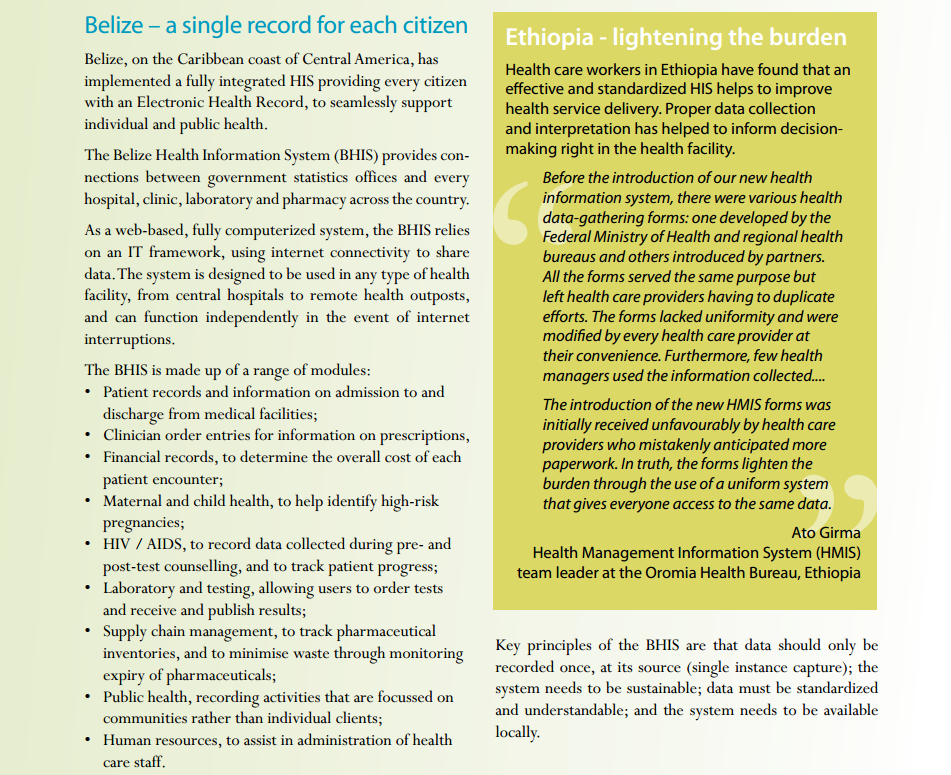 Belize – a single record for each citizen
Belize, on the Caribbean coast of Central America, has
implemented a fully integrated HIS providing every citizen
with an Electronic Health Record, to seamlessly support
individual and public health.
The Belize Health Information System (BHIS) provides con-
nections between government statistics offices and every
hospital, clinic, laboratory and pharmacy across the country.
As a web-based, fully computerized system, the BHIS relies
on an IT framework, using internet connectivity to share
data. The system is designed to be used in any type of health
facility, from central hospitals to remote health outposts,
and can function independently in the event of internet
interruptions.
The BHIS is made up of a range of modules:
• Patient records and information on admission to and
discharge from medical facilities;
• Clinician order entries for information on prescriptions,
• Financial records, to determine the overall cost of each
patient encounter;
• Maternal and child health, to help identify high-risk
pregnancies;
• HIV / AIDS, to record data collected during pre- and
post-test counselling, and to track patient progress;
• Laboratory and testing, allowing users to order tests
and receive and publish results;
• Supply chain management, to track pharmaceutical
inventories, and to minimise waste through monitoring
expiry of pharmaceuticals;
• Public health, recording activities that are focussed on
communities rather than individual clients;
• Human resources, to assist in administration of health
care staff.
Ethiopia - lightening the burden
Health care workers in Ethiopia have found that an
effective and standardized HIS helps to improve
health service delivery. Proper data collection
and interpretation has helped to inform decision-
making right in the health facility.
“
Before the introduction of our new health
information system, there were various health
data-gathering forms: one developed by the
Federal Ministry of Health and regional health
bureaus and others introduced by partners.
All the forms served the same purpose but
left health care providers having to duplicate
efforts. The forms lacked uniformity and were
modified by every health care provider at
their convenience. Furthermore, few health
managers used the information collected....
The introduction of the new HMIS forms was
initially received unfavourably by health care
providers who mistakenly anticipated more
paperwork. In truth, the forms lighten the
burden through the use of a uniform system
that gives everyone access to the same data.
”
Ato Girma
Health Management Information System (HMIS)
team leader at the Oromia Health Bureau, Ethiopia
Key principles of the BHIS are that data should only be
recorded once, at its source (single instance capture); the
system needs to be sustainable; data must be standardized
and understandable; and the system needs to be available
locally.